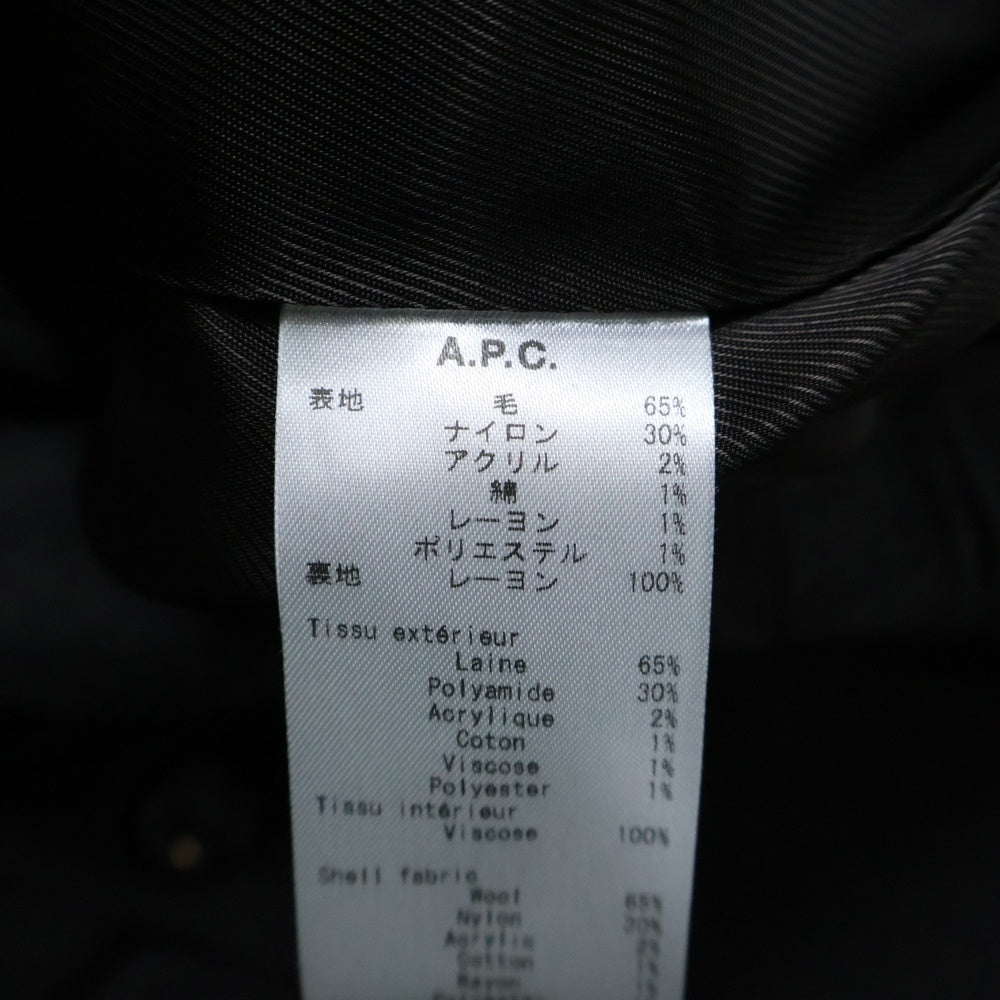 A.P.C.
表地 毛 65%
ナイロン 30%
アクリル 2%
綿 1%
レーヨン 1%
ポリエステル 1%
裏地 レーヨン 100%
Tissu extérieur
Laine 65%
Polyamide 30%
Acrylique 2%
Coton 1%
Viscose 1%
Polyester 1%
Tissu intérieur
Viscose 100%
Shell fabric
Wool 65%
Nylon 30%
Acrylic 2%
Cotton 1%
Rayon 1%